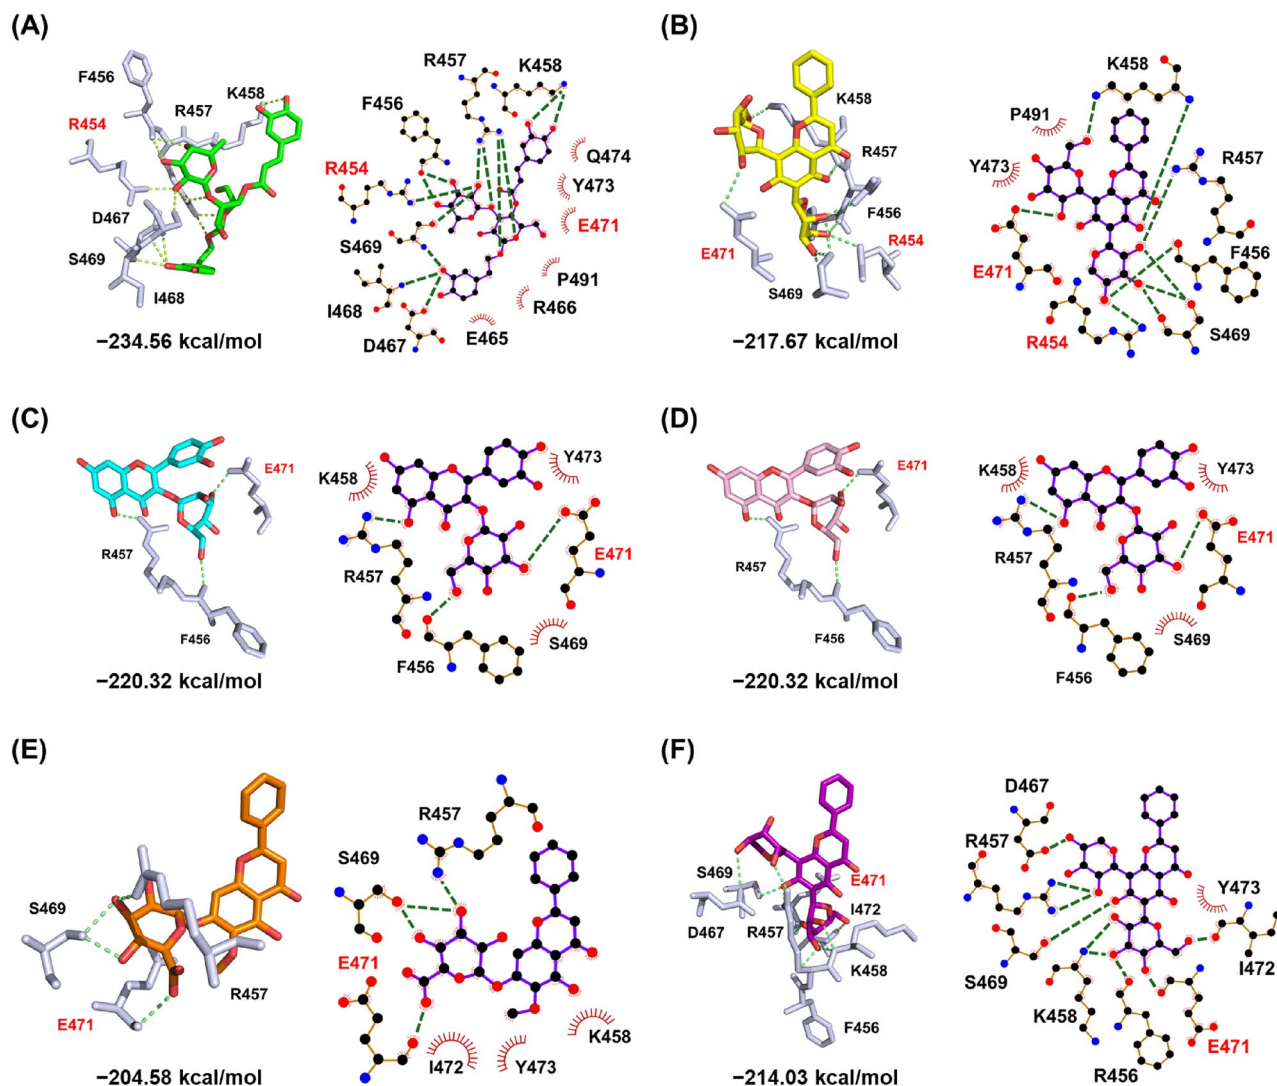 (A)
F456
R457
K458
R454
D467
S469
I468
−234.56 kcal/mol
R457
K458
F456
R454
Q474
Y473
E471
S469
P491
I468
R466
D467
E465
(B)
K458
R457
F456
E471
R454
S469
−217.67 kcal/mol
K458
P491
Y473
R457
E471
F456
R454
S469
(C)
E471
R457
F456
−220.32 kcal/mol
K458
Y473
E471
R457
S469
F456
(D)
E471
R457
F456
−220.32 kcal/mol
K458
Y473
E471
R457
S469
F456
(E)
S469
R457
E471
−204.58 kcal/mol
R457
S469
E471
I472
Y473
K458
(F)
S469
E471
I472
D467
R457
K458
F456
−214.03 kcal/mol
D467
R457
Y473
S469
I472
K458
E471
R456